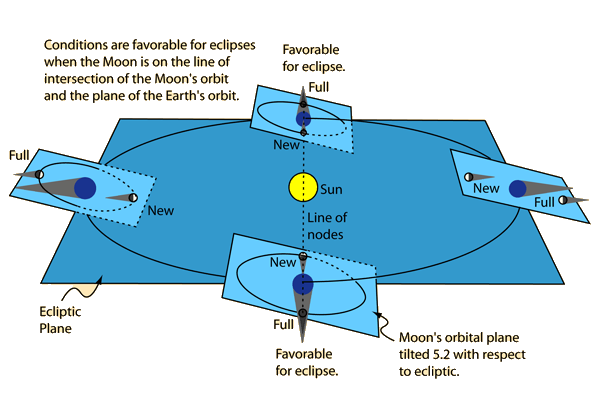 Conditions are favorable for eclipses
when the Moon is on the line of
intersection of the Moon's orbit
and the plane of the Earth's orbit.
Favorable
for eclipse.
Full
New
Full
New
Sun
New
Full
Line of
nodes
New
Full
Ecliptic
Plane
Favorable
for eclipse.
Moon's orbital plane
tilted 5.2 with respect
to ecliptic.